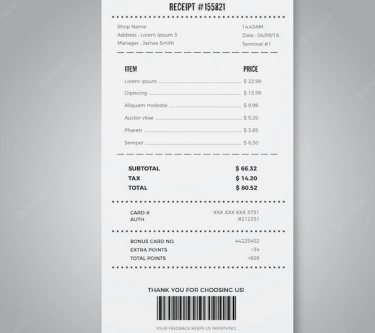 RECEIPT #155821
Shop Name 14:45AM
Address : Lorem Ipsum 3 Date : 04/09/18
Manager : James Smith Terminal #1
ITEM PRICE
Lorem Ipsum $ 22.99
Dipiscing $ 15.99
Aliquam molestie $ 9.99
Auctor vitae $ 5.20
Pharetr $ 3.85
Semper $ 8.30
SUBTOTAL $ 66.32
TAX $ 14.20
TOTAL $ 80.52
CARD # XXX XXX XXX 3751
AUTH #212331
BONUS CARD NO. 44225452
EXTRA POINTS +34
TOTAL POINTS +828
THANK YOU FOR CHOOSING US!
YOUR FEEDBACK KEEPS US IMPROVING